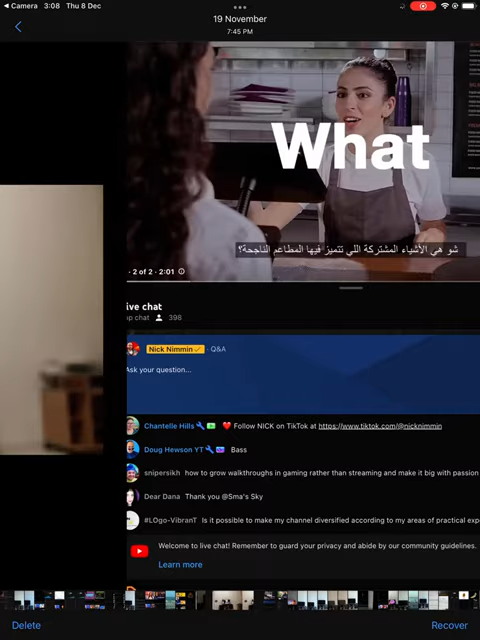 Camera 3:08 Thu 8 Dec
19 November
7:45 PM
What
شو هي الأشياء المشتركة اللي تتميز فيها المطاعم الناجحة؟
2 of 2 · 2:01
ive chat
op chat 398
Nick Nimmin · Q&A
Ask your question...
Chantelle Hills Follow NICK on TikTok at https://www.tiktok.com/@nicknimmin
Doug Hewson YT Bass
snipersikh how to grow walkthroughs in gaming rather than streaming and make it big with passion
Dear Dana Thank you @Sma's Sky
#LOgo-VibranT Is it possible to make my channel diversified according to my areas of practical exp
Welcome to live chat! Remember to guard your privacy and abide by our community guidelines.
Learn more
Delete Recover